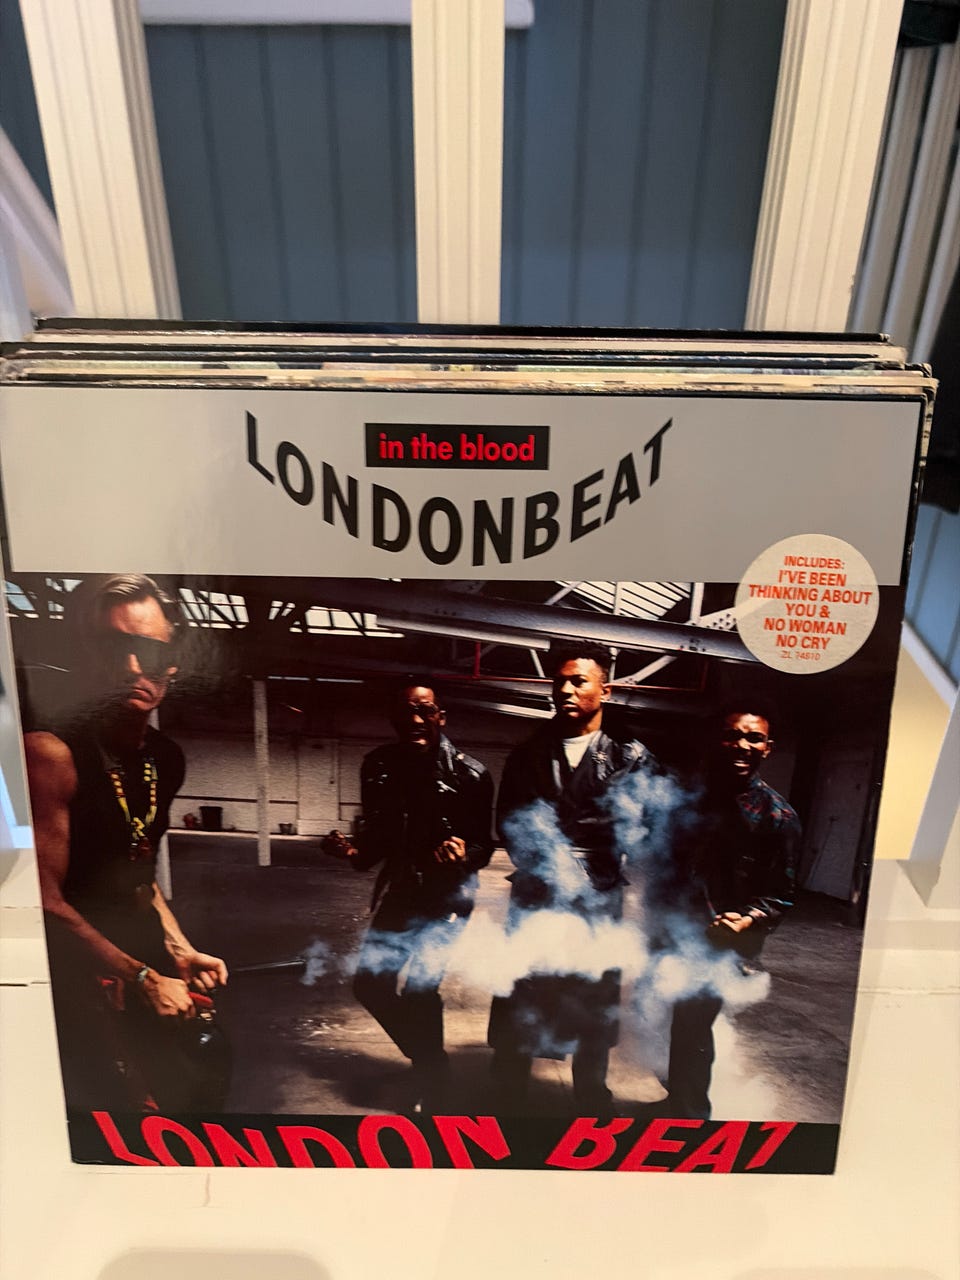 in the blood
LONDONBEAT
INCLUDES:
I'VE BEEN
THINKING ABOUT
YOU &
NO WOMAN
NO CRY
ZL 74810
LONDON BEAT